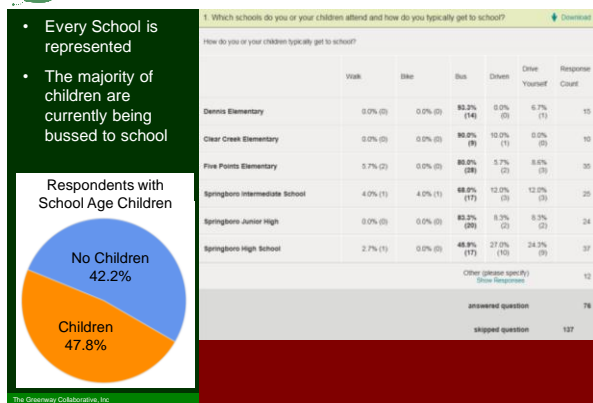 • Every School is
represented
• The majority of
children are
currently being
bussed to school
Respondents with
School Age Children
No Children
42.2%
Children
47.8%
The Greenway Collaborative, Inc
1. Which schools do you or your children attend and how do you typically get to school?
Download
How do you or your children typically get to school?
Walk Bike Bus Driven Drive Yourself Response Count
Dennis Elementary 0.0% (0) 0.0% (0) 93.3% (14) 0.0% (0) 6.7% (1) 15
Clear Creek Elementary 0.0% (0) 0.0% (0) 90.0% (9) 10.0% (1) 0.0% (0) 10
Five Points Elementary 5.7% (2) 0.0% (0) 80.0% (28) 5.7% (2) 8.6% (3) 35
Springboro Intermediate School 4.0% (1) 4.0% (1) 68.0% (17) 12.0% (3) 12.0% (3) 25
Springboro Junior High 0.0% (0) 0.0% (0) 83.3% (20) 8.3% (2) 8.3% (2) 24
Springboro High School 2.7% (1) 0.0% (0) (17) 27.0% (10) 24.3% (9) 37
Other (please specify)
Show Responses
12
answered question 76
skipped question 137